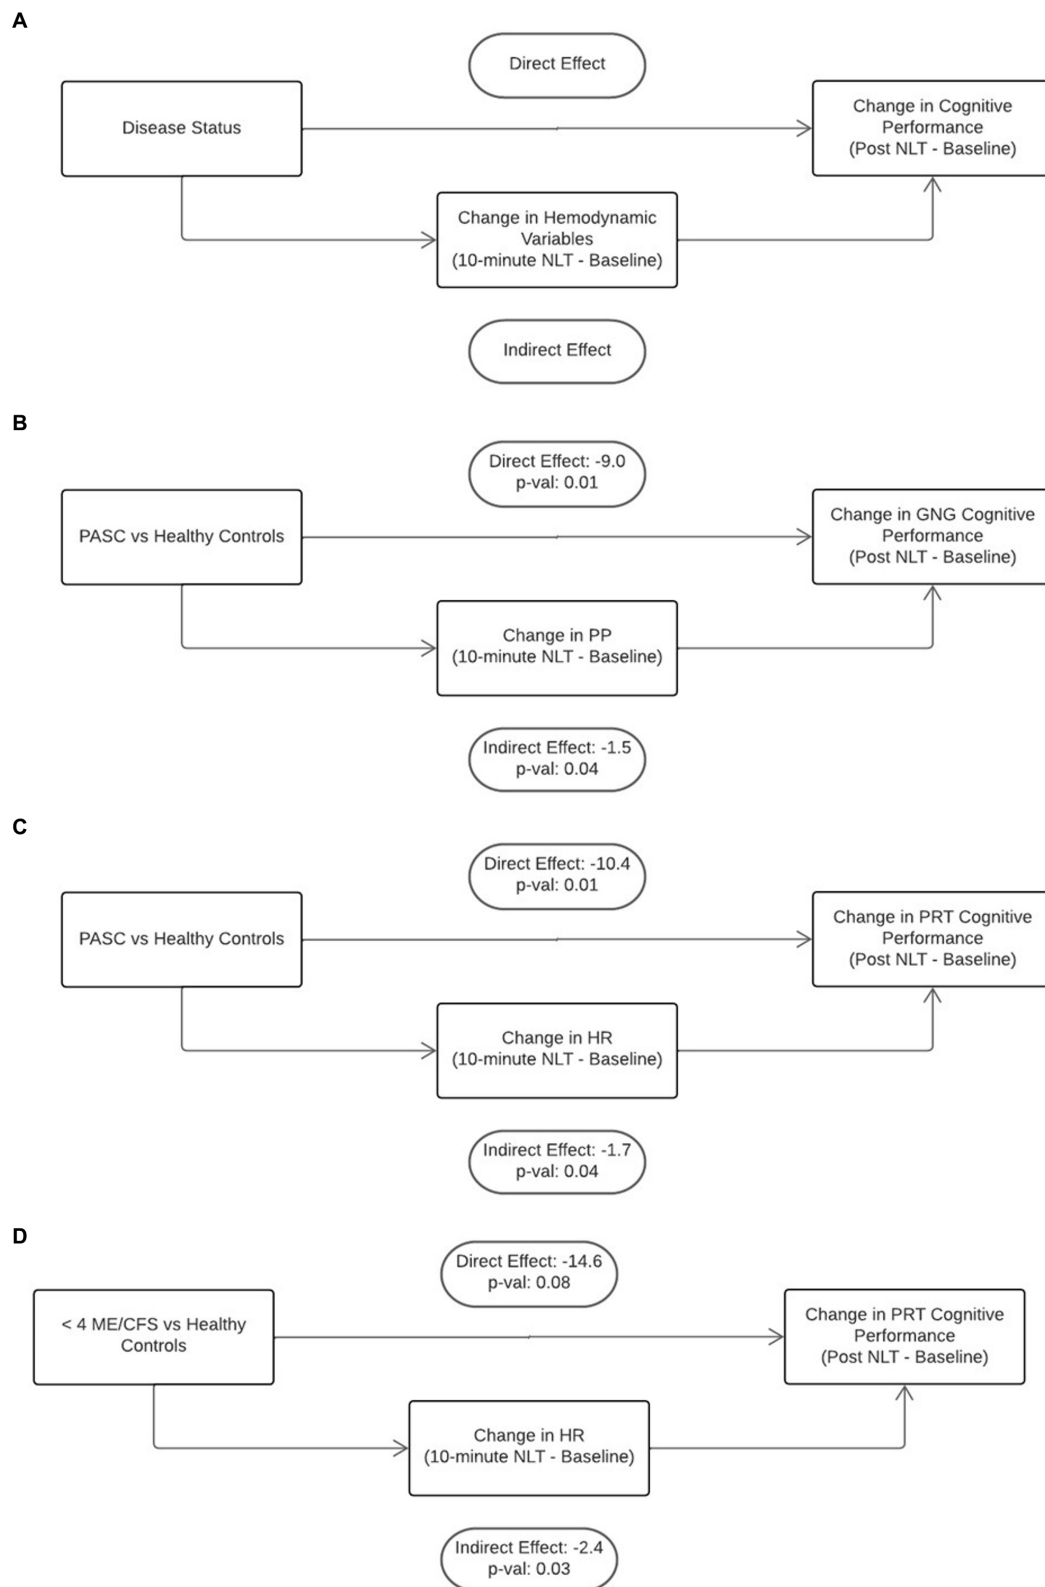 A
Direct Effect
Disease Status
Change in Cognitive
Performance
(Post NLT - Baseline)
Change in Hemodynamic
Variables
(10-minute NLT - Baseline)
Indirect Effect
B
Direct Effect: -9.0
p-val: 0.01
PASC vs Healthy Controls
Change in GNG Cognitive
Performance
(Post NLT - Baseline)
Change in PP
(10-minute NLT - Baseline)
Indirect Effect: -1.5
p-val: 0.04
C
Direct Effect: -10.4
p-val: 0.01
PASC vs Healthy Controls
Change in PRT Cognitive
Performance
(Post NLT - Baseline)
Change in HR
(10-minute NLT - Baseline)
Indirect Effect: -1.7
p-val: 0.04
D
Direct Effect: -14.6
p-val: 0.08
< 4 ME/CFS vs Healthy
Controls
Change in PRT Cognitive
Performance
(Post NLT - Baseline)
Change in HR
(10-minute NLT - Baseline)
Indirect Effect: -2.4
p-val: 0.03